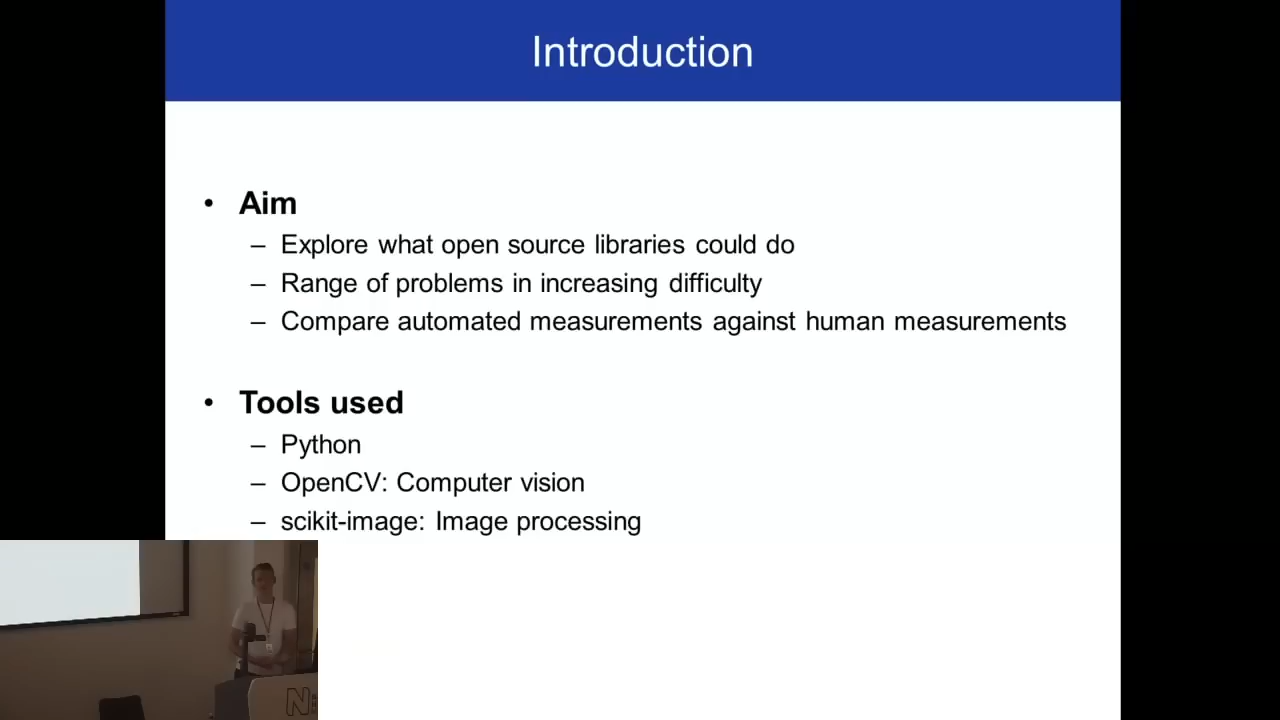 Introduction
• Aim
– Explore what open source libraries could do
– Range of problems in increasing difficulty
– Compare automated measurements against human measurements
• Tools used
– Python
– OpenCV: Computer vision
– scikit-image: Image processing
N